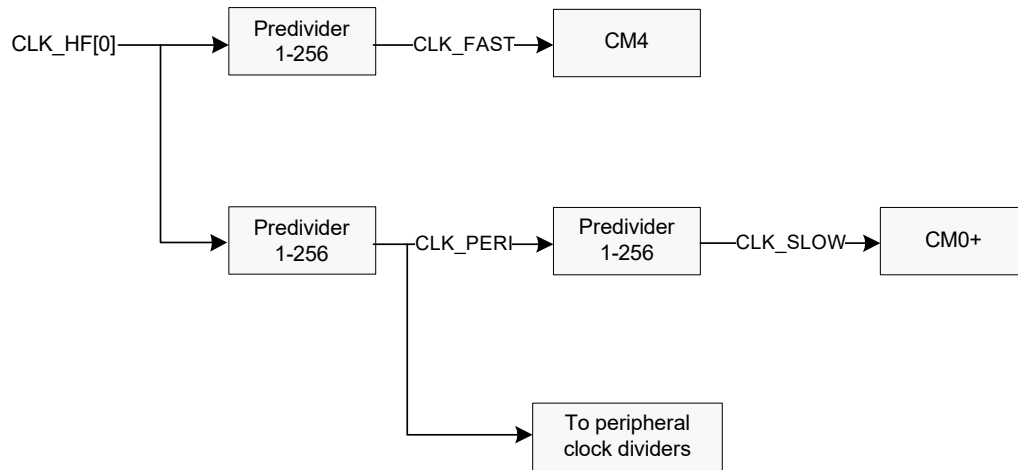 CLK_HF[0]
Predivider
1-256
CLK_FAST
CM4
Predivider
1-256
CLK_PERI
Predivider
1-256
CLK_SLOW
CM0+
To peripheral
clock dividers